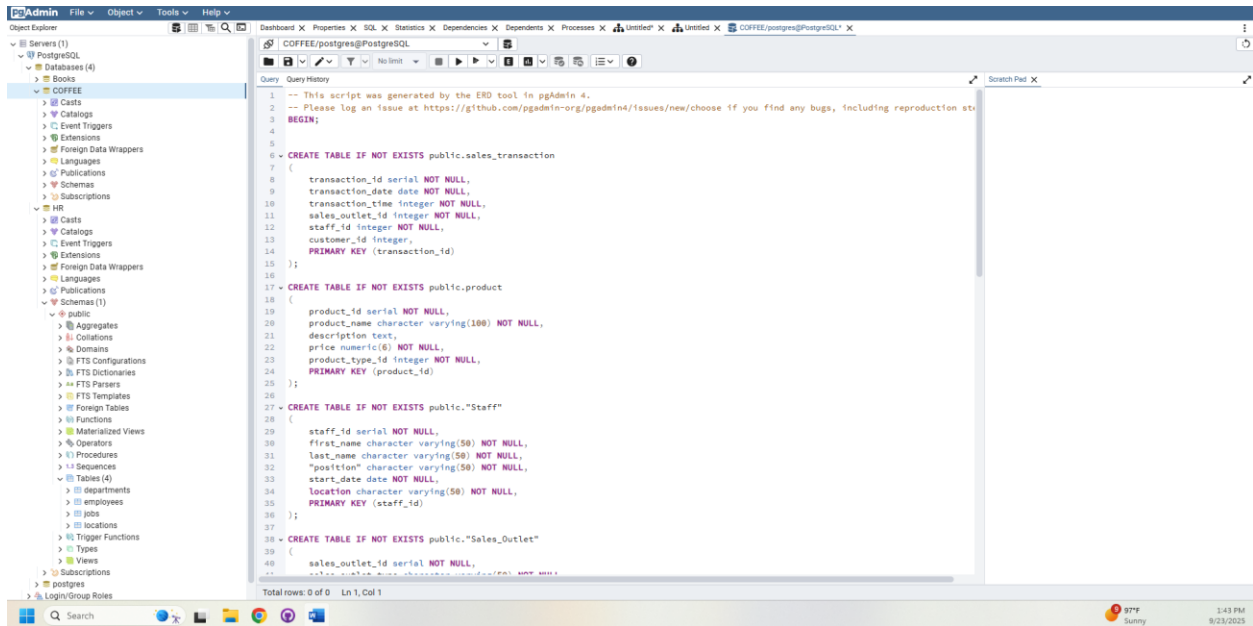 pgAdmin File Object Tools Help
Object Explorer
Dashboard X Properties X SQL X Statistics X Dependencies X Dependents X Processes X Untitled* X Untitled X COFFEE/postgres@PostgreSQL* X
Servers (1)
PostgreSQL
Databases (4)
Books
COFFEE
Casts
Catalogs
Event Triggers
Extensions
Foreign Data Wrappers
Languages
Publications
Schemas
Subscriptions
HR
Casts
Catalogs
Event Triggers
Extensions
Foreign Data Wrappers
Languages
Publications
Schemas (1)
public
Aggregates
Collations
Domains
FTS Configurations
FTS Dictionaries
FTS Parsers
FTS Templates
Foreign Tables
Functions
Materialized Views
Operators
Procedures
1..3 Sequences
Tables (4)
departments
employees
jobs
locations
Trigger Functions
Types
Views
Subscriptions
postgres
Login/Group Roles
COFFEE/postgres@PostgreSQL
No limit
Query Query History
Scratch Pad X
1 -- This script was generated by the ERD tool in pgAdmin 4.
2 -- Please log an issue at https://github.com/pgadmin-org/pgadmin4/issues/new/choose if you find any bugs, including reproduction ste
3 BEGIN;
4
5
6 CREATE TABLE IF NOT EXISTS public.sales_transaction
7 (
8 transaction_id serial NOT NULL,
9 transaction_date date NOT NULL,
10 transaction_time integer NOT NULL,
11 sales_outlet_id integer NOT NULL,
12 staff_id integer NOT NULL,
13 customer_id integer,
14 PRIMARY KEY (transaction_id)
15 );
16
17 CREATE TABLE IF NOT EXISTS public.product
18 (
19 product_id serial NOT NULL,
20 product_name character varying(100) NOT NULL,
21 description text,
22 price numeric(6) NOT NULL,
23 product_type_id integer NOT NULL,
24 PRIMARY KEY (product_id)
25 );
26
27 CREATE TABLE IF NOT EXISTS public."Staff"
28 (
29 staff_id serial NOT NULL,
30 first_name character varying(50) NOT NULL,
31 last_name character varying(50) NOT NULL,
32 "position" character varying(50) NOT NULL,
33 start_date date NOT NULL,
34 location character varying(50) NOT NULL,
35 PRIMARY KEY (staff_id)
36 );
37
38 CREATE TABLE IF NOT EXISTS public."Sales_Outlet"
39 (
40 sales_outlet_id serial NOT NULL,
Total rows: 0 of 0 Ln 1, Col 1
Search
9
97°F
Sunny
1:43 PM
9/23/2025